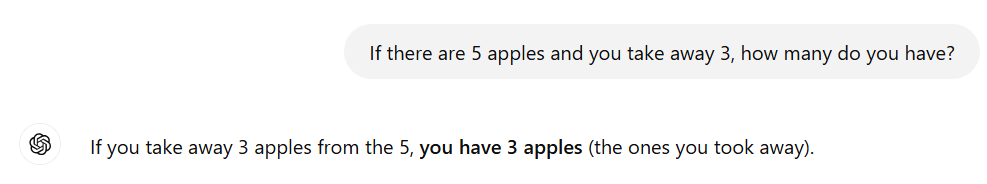 If there are 5 apples and you take away 3, how many do you have?
If you take away 3 apples from the 5, you have 3 apples (the ones you took away).